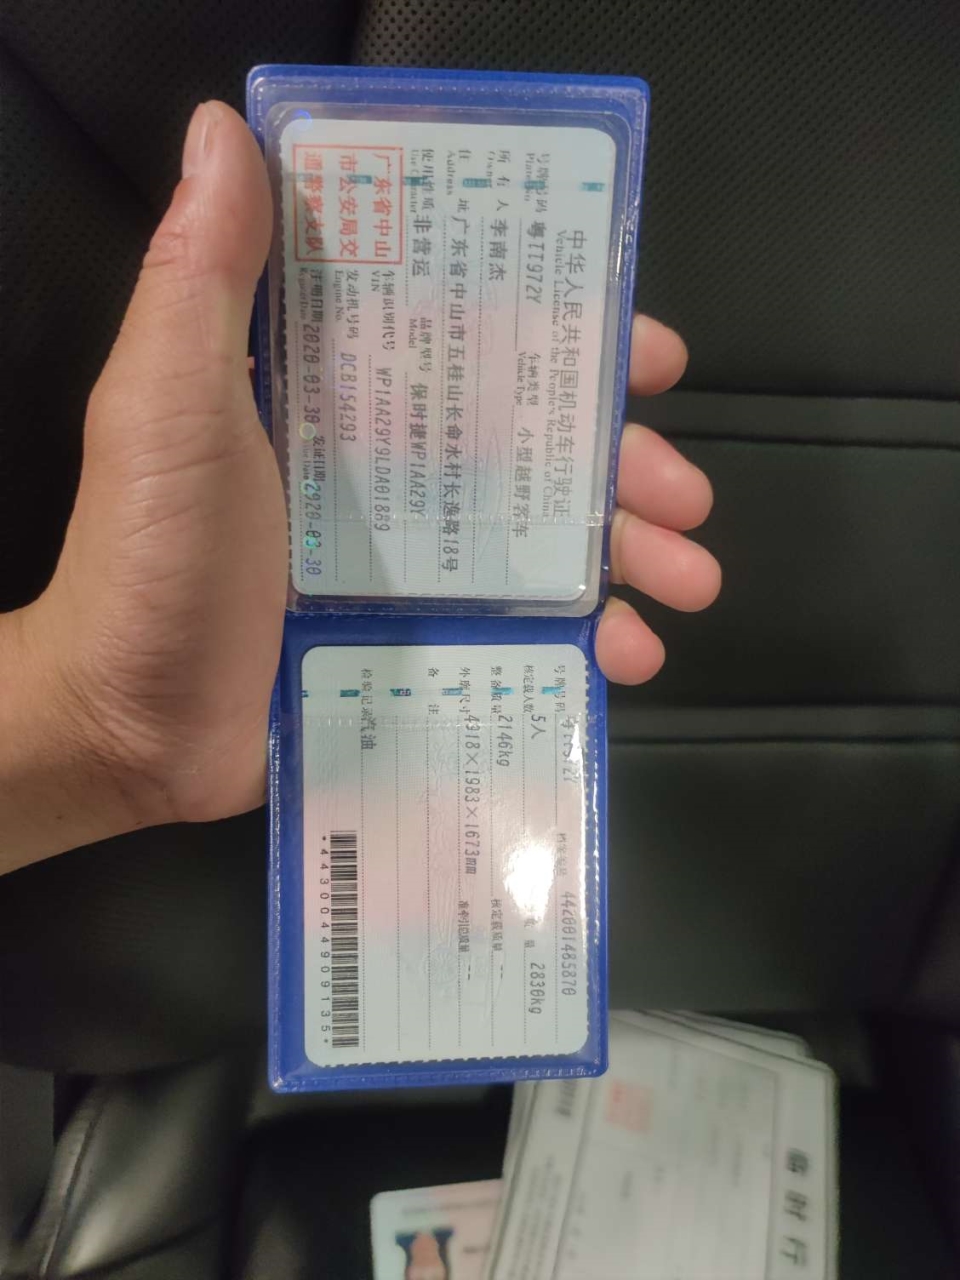 中华人民共和国机动车行驶证
Vehicle License of the People's Republic of China
号牌号码 粤TT972Y 车辆类型 小型越野客车
Plate No. Vehicle Type
所有人 李南杰
Owner
住址 广东省中山市五桂山长命水村长逸路18号
Address
使用性质 非营运 品牌型号 保时捷WP1AA29Y
Use Character Model
广东省中山
市公安局交
通警察支队
车辆识别代号 WP1AA29Y9LDA01889
VIN
发动机号码 DCB154293
Engine No.
注册日期 2020-03-30 发证日期 2020-03-30
Register Date Issue Date
号牌号码 粤TT972Y 档案编号 442001485870
核定载人数 5人 质量 2830kg
整备质量 2146kg 核定载质量 --
外廓尺寸 4918×1983×1673mm 准牵引总质量 --
备注
检验记录 汽油
*4430044909135*
临时行